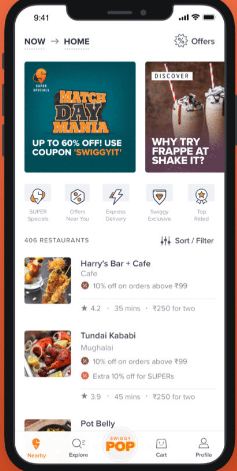 9:41
NOW → HOME
Offers
SUPER
SPECIALS
MATCH
DAY
MANIA
UP TO 60% OFF! USE
COUPON 'SWIGGYIT'
DISCOVER
WHY TRY
FRAPPE AT
SHAKE IT?
SUPER
Specials
Offers
Near You
Express
Delivery
Swiggy
Exclusive
Top
Rated
406 RESTAURANTS
Sort / Filter
Harry's Bar + Cafe
Cafe
10% off on orders above ₹99
★ 4.2 · 35 mins · ₹250 for two
Tundai Kababi
Mughalai
10% off on orders above ₹99
Extra 10% off for SUPERs
★ 3.9 · 45 mins · ₹250 for two
Pot Belly
Nearby
Explore
SWIGGY
POP
Cart
Profile